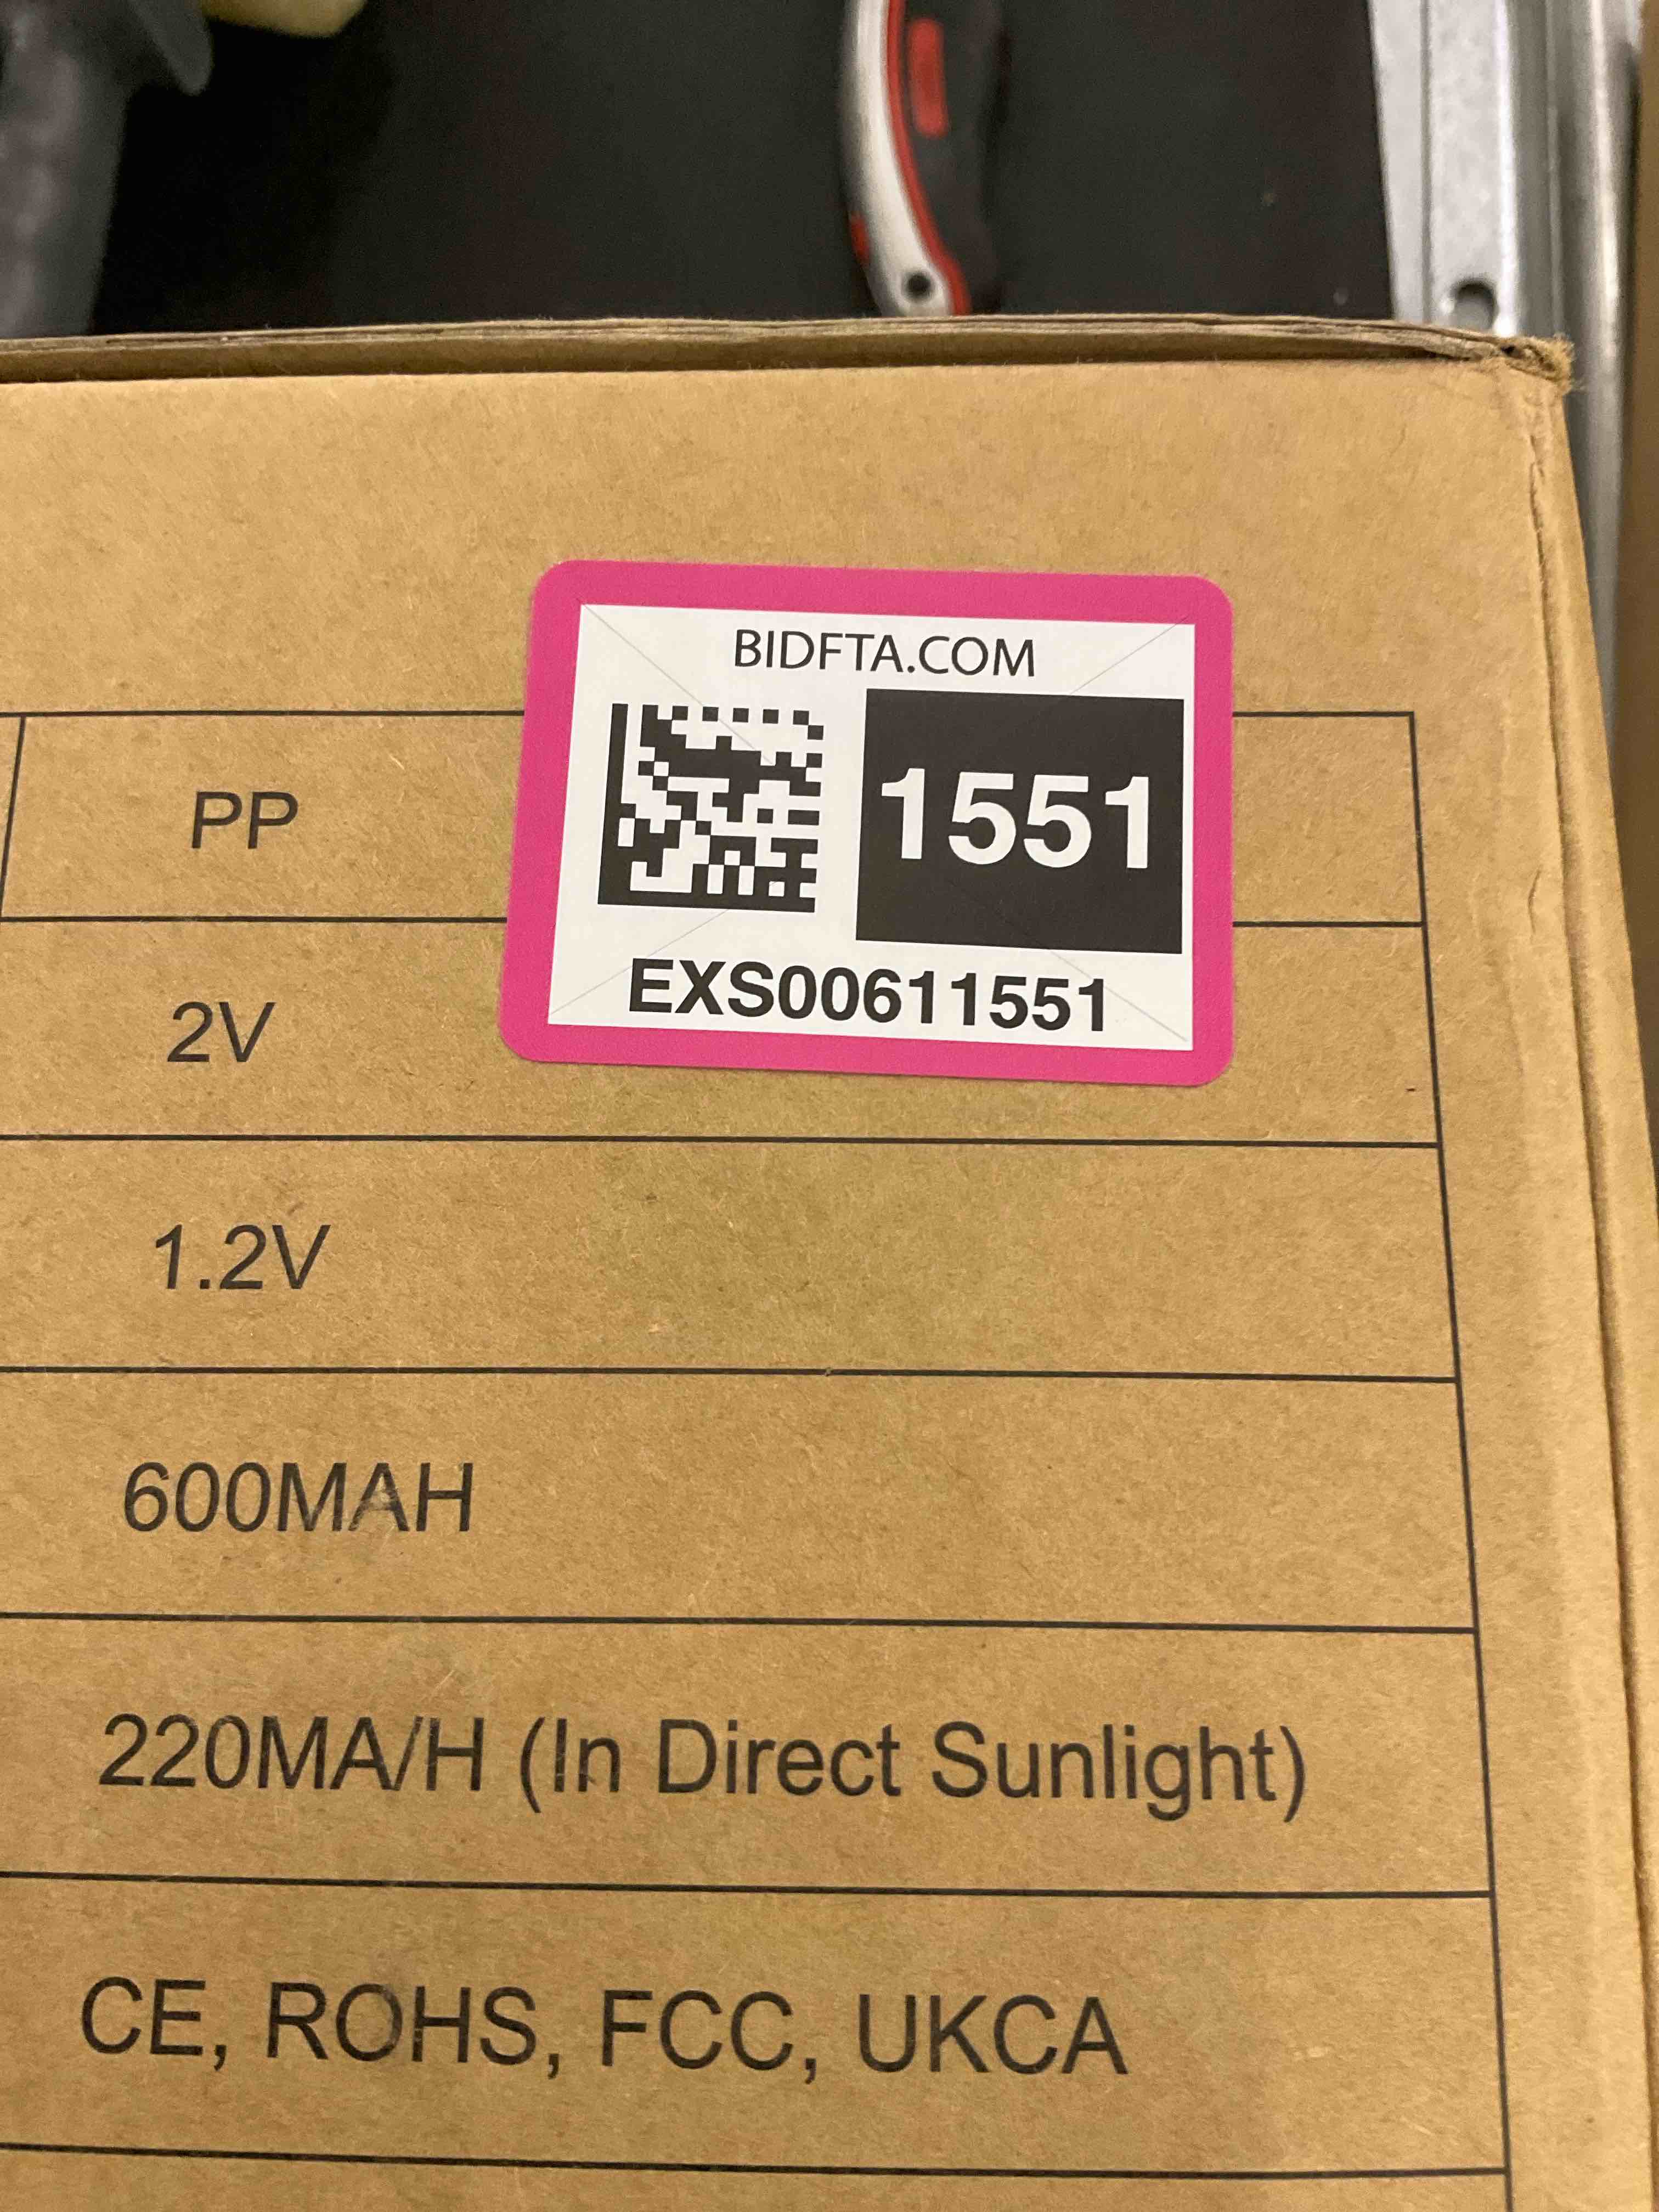 BIDFTA.COM
1551
EXS00611551
PP
2V
1.2V
600MAH
220MA/H (In Direct Sunlight)
CE, ROHS, FCC, UKCA